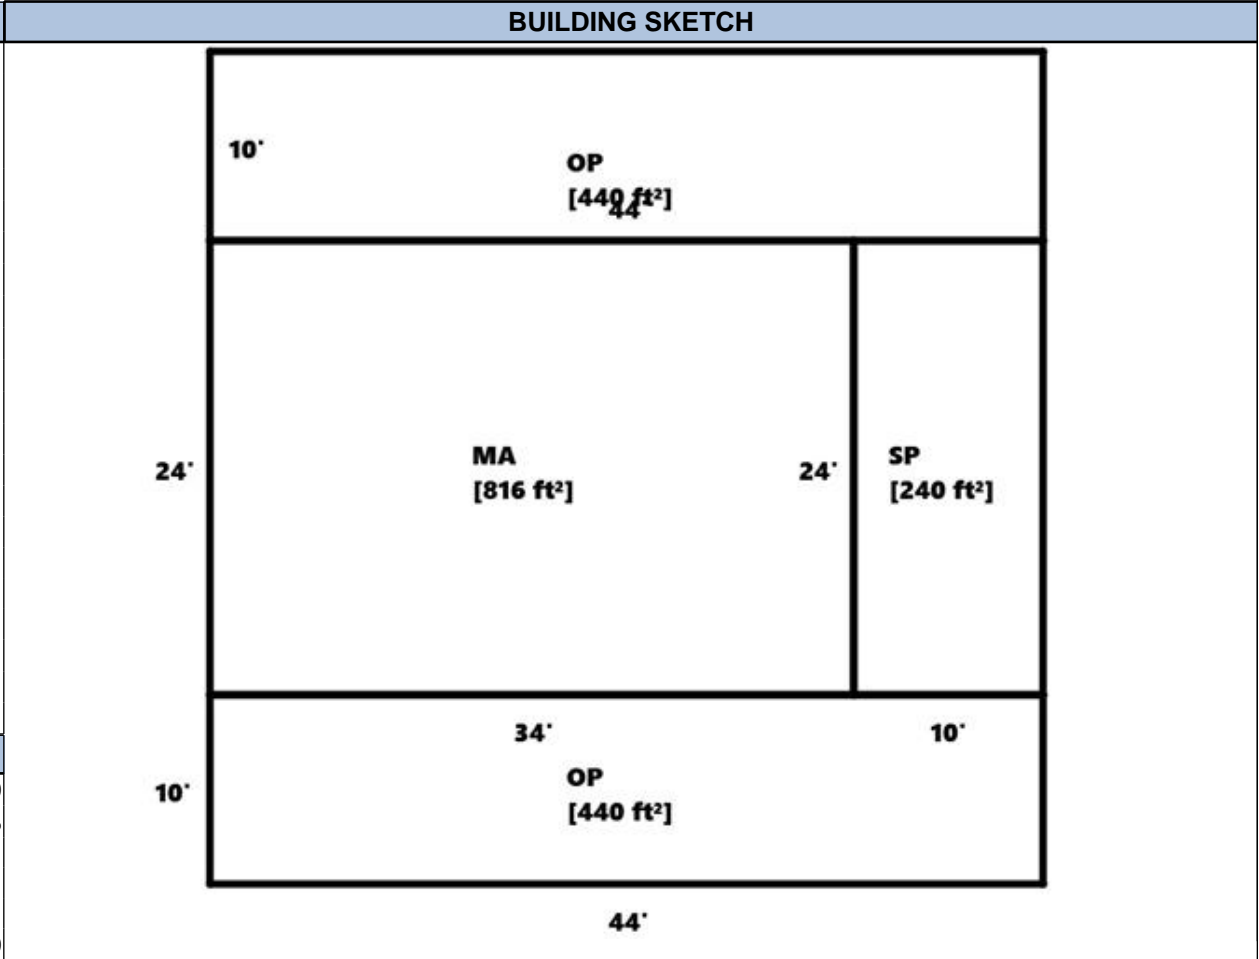 BUILDING SKETCH
10'
OP
[440 ft²]
44'
MA
[816 ft²]
24'
24'
SP
[240 ft²]
34'
10'
OP
[440 ft²]
10'
44'